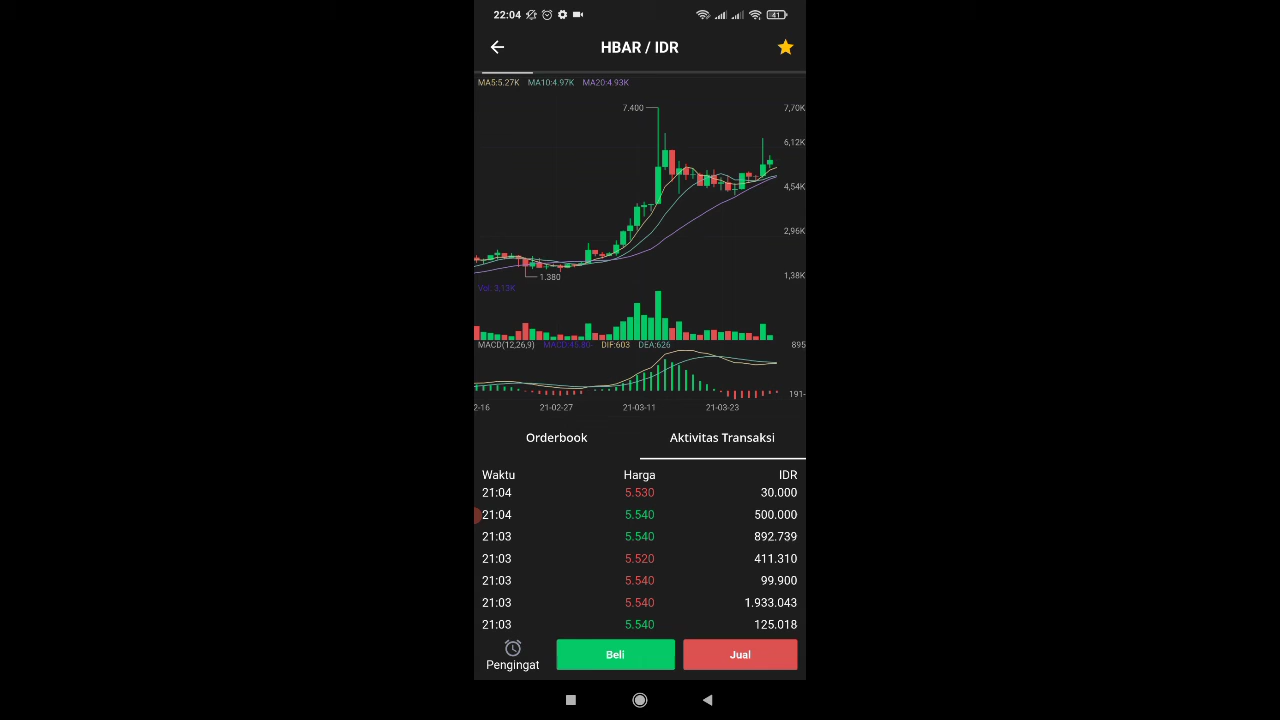 22:04 41
HBAR / IDR
MA5:5.27K MA10:4.97K MA20:4.93K
7.400 7,70K
6,12K
4,54K
2,96K
1.380 1,38K
Vol: 3,13K
MACD(12,26,9) MACD:45.80- DIF:603 DEA:626 895
191-
2-16 21-02-27 21-03-11 21-03-23
Orderbook Aktivitas Transaksi
Waktu Harga IDR
21:04 5.530 30.000
21:04 5.540 500.000
21:03 5.540 892.739
21:03 5.520 411.310
21:03 5.540 99.900
21:03 5.540 1.933.043
21:03 5.540 125.018
Pengingat Beli Jual